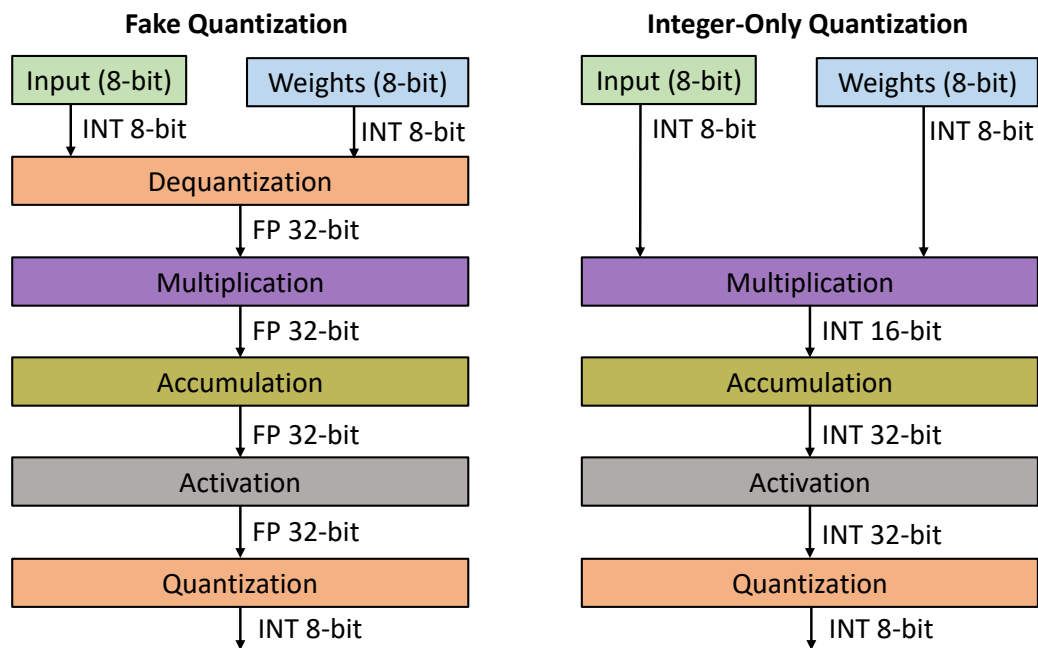 Fake Quantization
Input (8-bit)
Weights (8-bit)
INT 8-bit
INT 8-bit
Dequantization
FP 32-bit
Multiplication
FP 32-bit
Accumulation
FP 32-bit
Activation
FP 32-bit
Quantization
INT 8-bit
Integer-Only Quantization
Input (8-bit)
Weights (8-bit)
INT 8-bit
INT 8-bit
Multiplication
INT 16-bit
Accumulation
INT 32-bit
Activation
INT 32-bit
Quantization
INT 8-bit